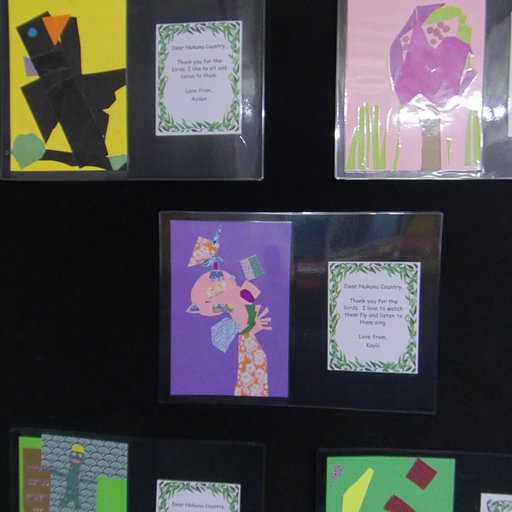 Dear Nukunu Country,
Thank you for the
birds. I like to sit and
listen to them.
Love from,
Ayden
Dear Nukunu Country,
Thank you for the
birds. I love to watch
them fly and listen to
them sing.
Love from,
Kayla
Dear Nukunu Country,